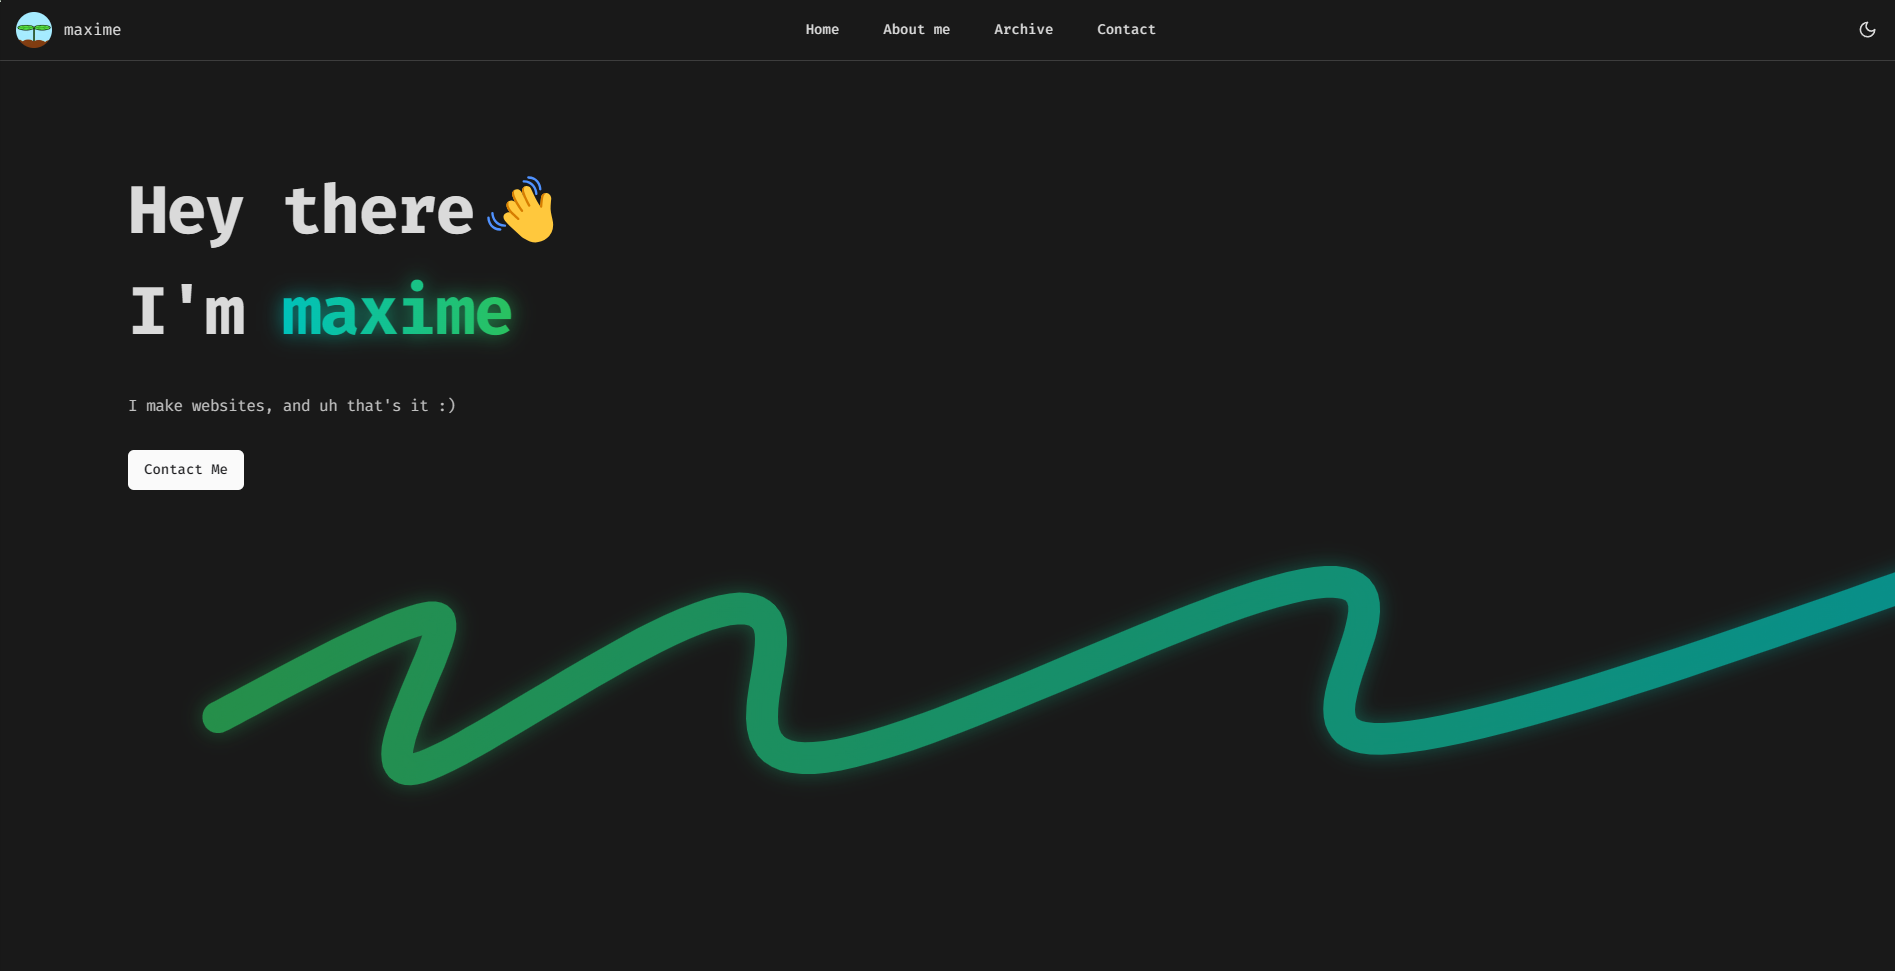 maxime
Home
About me
Archive
Contact
Hey there
I'm maxime
I make websites, and uh that's it :)
Contact Me